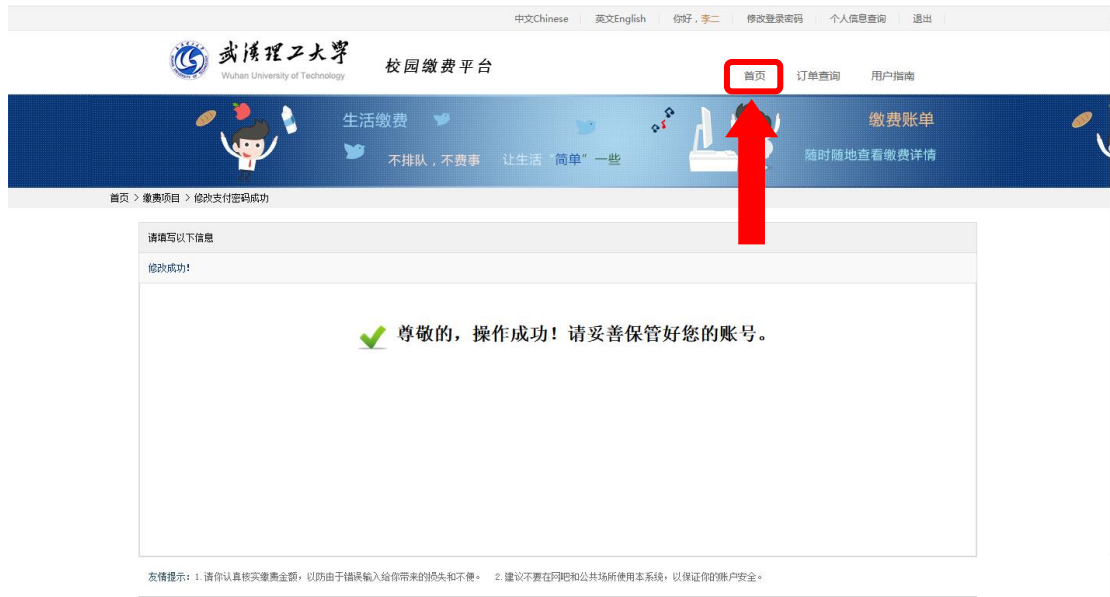 中文Chinese 英文English 你好，李二 修改登录密码 个人信息查询 退出
武汉理工大学
Wuhan University of Technology
校园缴费平台
首页 订单查询 用户指南
生活缴费
不排队，不费事 让生活“简单”一些
缴费账单
随时随地查看缴费详情
首页 > 缴费项目 > 修改支付密码成功
请填写以下信息
修改成功！
尊敬的，操作成功！请妥善保管好您的账号。
友情提示：1.请你认真核实缴费金额，以防由于错误输入给你带来的损失和不便。 2.建议不要在网吧和公共场所使用本系统，以保证你的账户安全。